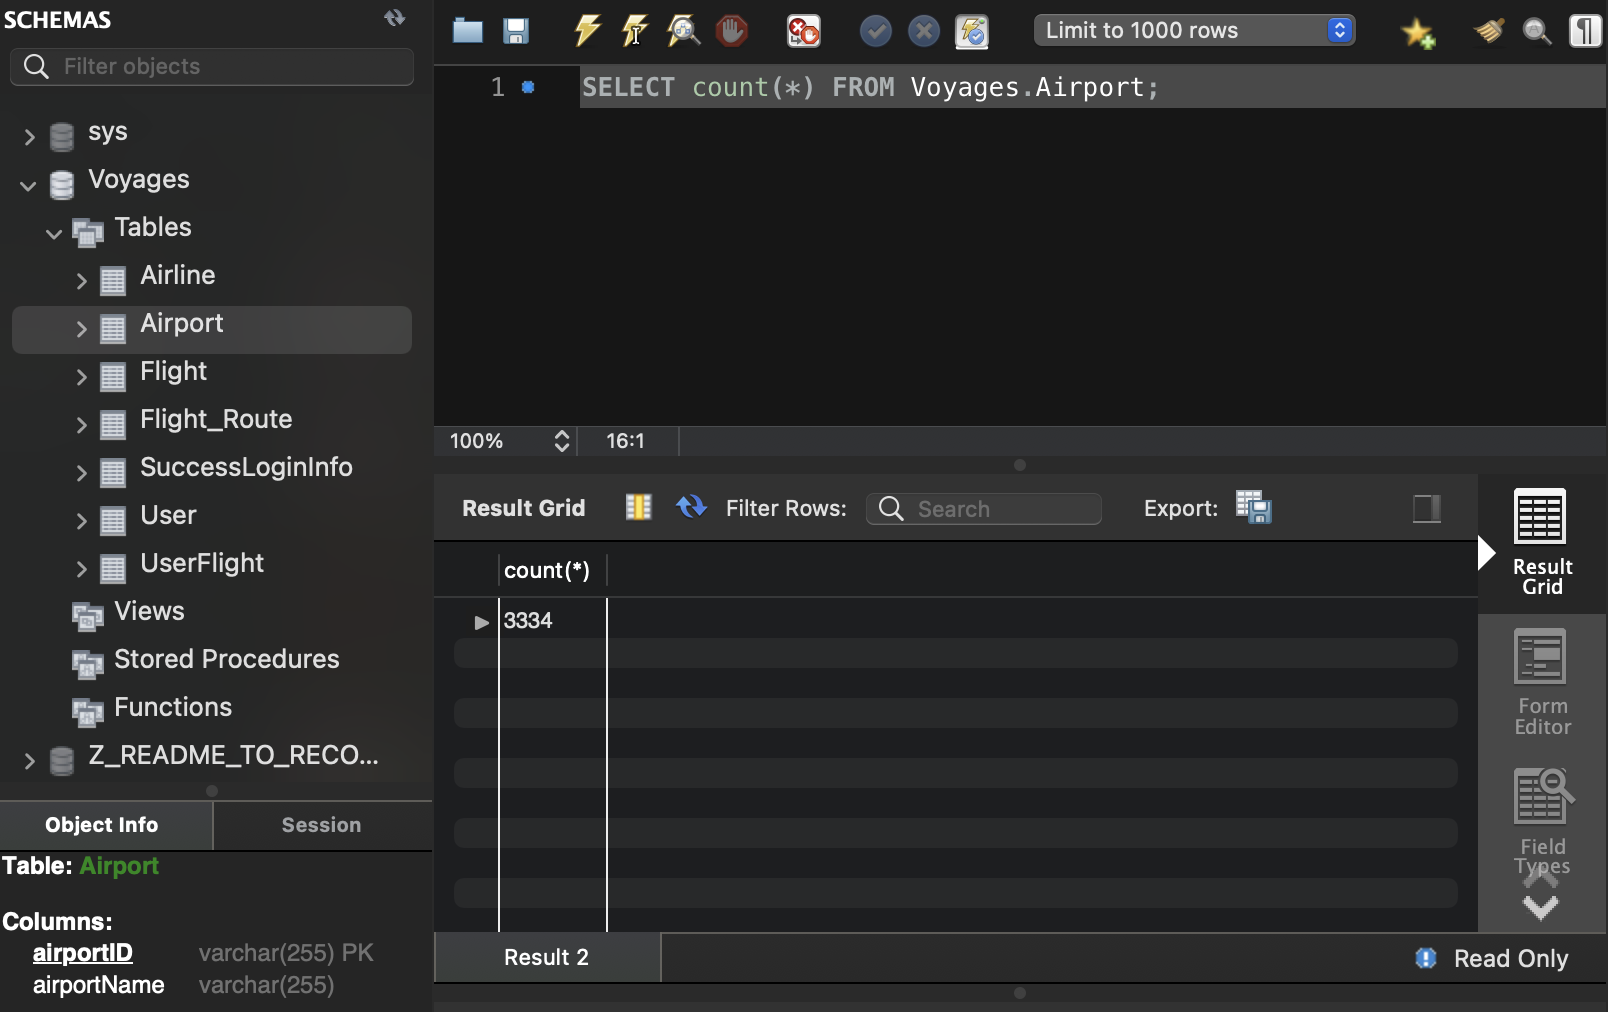 SCHEMAS
Filter objects
sys
Voyages
Tables
Airline
Airport
Flight
Flight_Route
SuccessLoginInfo
User
UserFlight
Views
Stored Procedures
Functions
Z_README_TO_RECO...
Object Info
Session
Table: Airport
Columns:
airportID varchar(255) PK
airportName varchar(255)
Limit to 1000 rows
1 SELECT count(*) FROM Voyages.Airport;
100% 16:1
Result Grid
Filter Rows:
Search
Export:
count(*)
3334
Result
Grid
Form
Editor
Field
Types
Result 2
Read Only